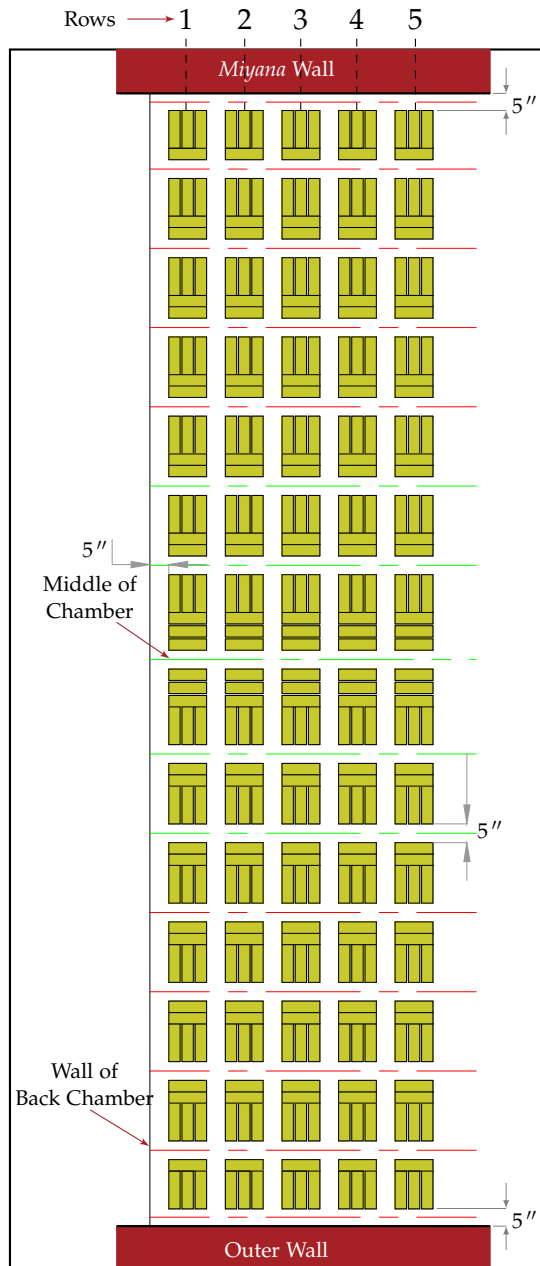 Rows 1 2 3 4 5
Miyana Wall
5″
5″
Middle of
Chamber
5″
Wall of
Back Chamber
5″
Outer Wall